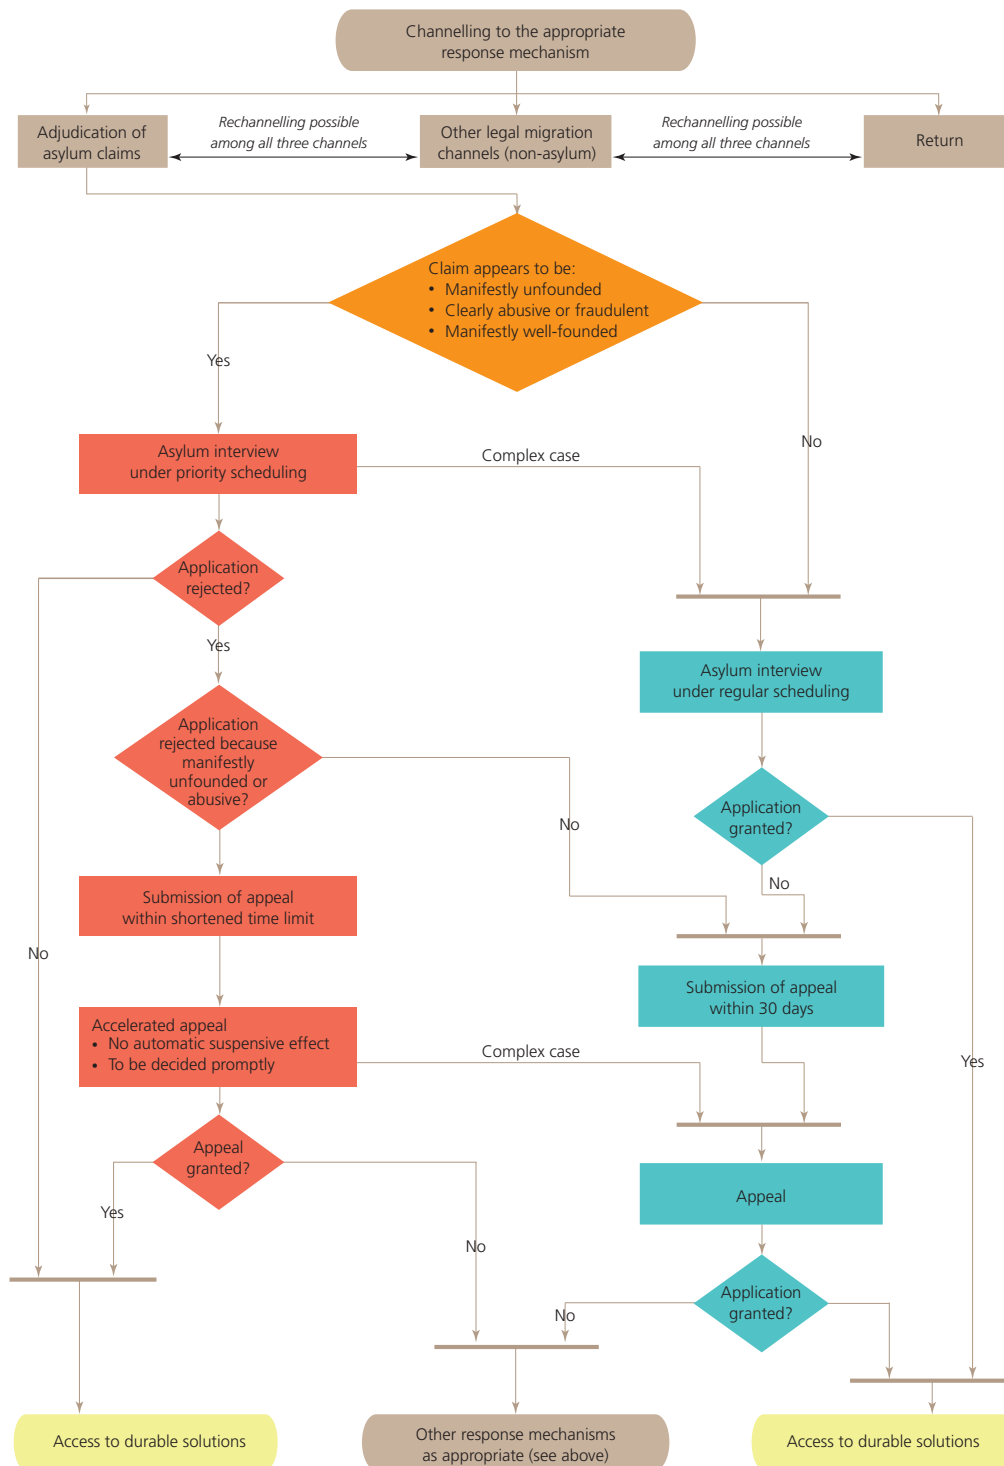 Channelling to the appropriate
response mechanism
Adjudication of
asylum claims
Rechannelling possible
among all three channels
Other legal migration
channels (non-asylum)
Rechannelling possible
among all three channels
Return
Claim appears to be:
• Manifestly unfounded
• Clearly abusive or fraudulent
• Manifestly well-founded
Yes
No
Asylum interview
under priority scheduling
Complex case
Application
rejected?
Yes
Asylum interview
under regular scheduling
Application
rejected because
manifestly
unfounded or
abusive?
No
Application
granted?
No
Submission of appeal
within shortened time limit
No
Submission of appeal
within 30 days
Accelerated appeal
• No automatic suspensive effect
• To be decided promptly
Complex case
Yes
Appeal
granted?
Appeal
Yes
No
Application
granted?
No
Access to durable solutions
Other response mechanisms
as appropriate (see above)
Access to durable solutions